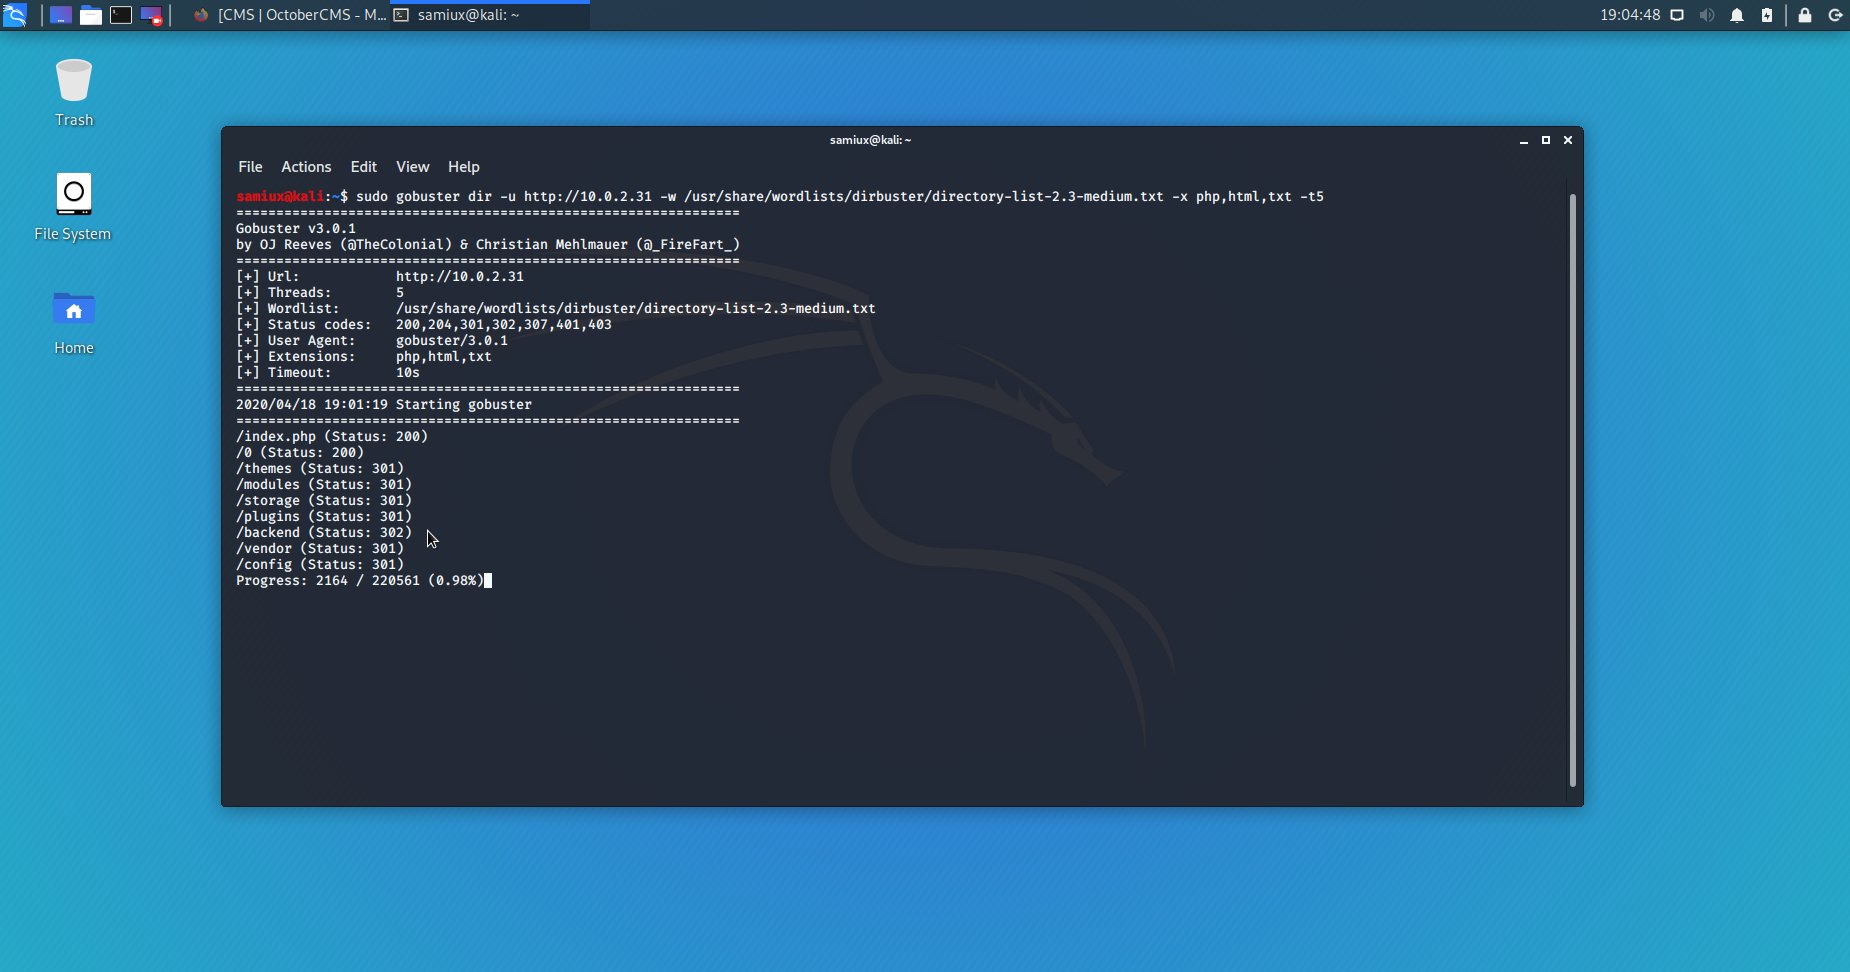 [CMS | OctoberCMS - M...
samiux@kali: ~
19:04:48
Trash
File System
Home
samiux@kali: ~
File Actions Edit View Help
samiux@kali:~$ sudo gobuster dir -u http://10.0.2.31 -w /usr/share/wordlists/dirbuster/directory-list-2.3-medium.txt -x php,html,txt -t5
===============================================================
Gobuster v3.0.1
by OJ Reeves (@TheColonial) & Christian Mehlmauer (@_FireFart_)
===============================================================
[+] Url:            http://10.0.2.31
[+] Threads:        5
[+] Wordlist:       /usr/share/wordlists/dirbuster/directory-list-2.3-medium.txt
[+] Status codes:   200,204,301,302,307,401,403
[+] User Agent:     gobuster/3.0.1
[+] Extensions:     php,html,txt
[+] Timeout:        10s
===============================================================
2020/04/18 19:01:19 Starting gobuster
===============================================================
/index.php (Status: 200)
/0 (Status: 200)
/themes (Status: 301)
/modules (Status: 301)
/storage (Status: 301)
/plugins (Status: 301)
/backend (Status: 302)
/vendor (Status: 301)
/config (Status: 301)
Progress: 2164 / 220561 (0.98%)